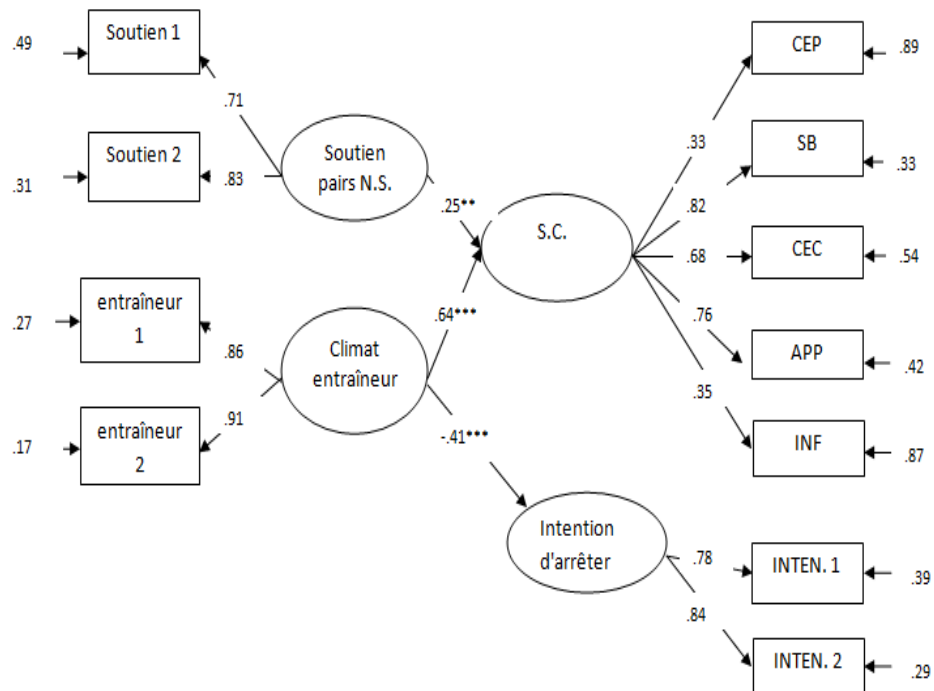 Soutien 1
.49
.71
Soutien 2
.31
.83
Soutien
pairs N.S.
.25**
entraîneur
1
.27
.86
entraîneur
2
.17
.91
Climat
entraîneur
.64***
-.41***
S.C.
CEP
.89
.33
SB
.33
.82
CEC
.54
.68
APP
.42
.76
INF
.87
.35
Intention
d'arrêter
.78
INTEN. 1
.39
.84
INTEN. 2
.29